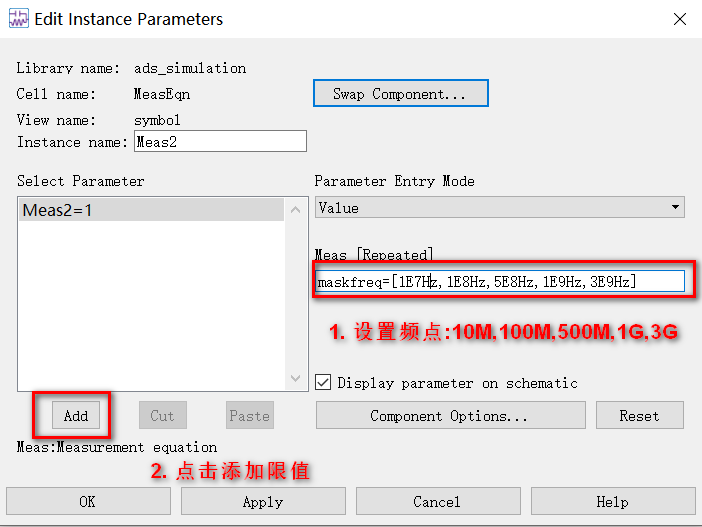 Edit Instance Parameters
Library name: ads_simulation
Cell name: MeasEqn
Swap Component...
View name: symbol
Instance name: Meas2
Select Parameter
Parameter Entry Mode
Meas2=1
Value
Meas [Repeated]
maskfreq=[1E7Hz,1E8Hz,5E8Hz,1E9Hz,3E9Hz]
1. 设置频点:10M,100M,500M,1G,3G
Display parameter on schematic
Add
Cut
Paste
Component Options...
Reset
Meas:Measurement equation
2. 点击添加限值
OK
Apply
Cancel
Help